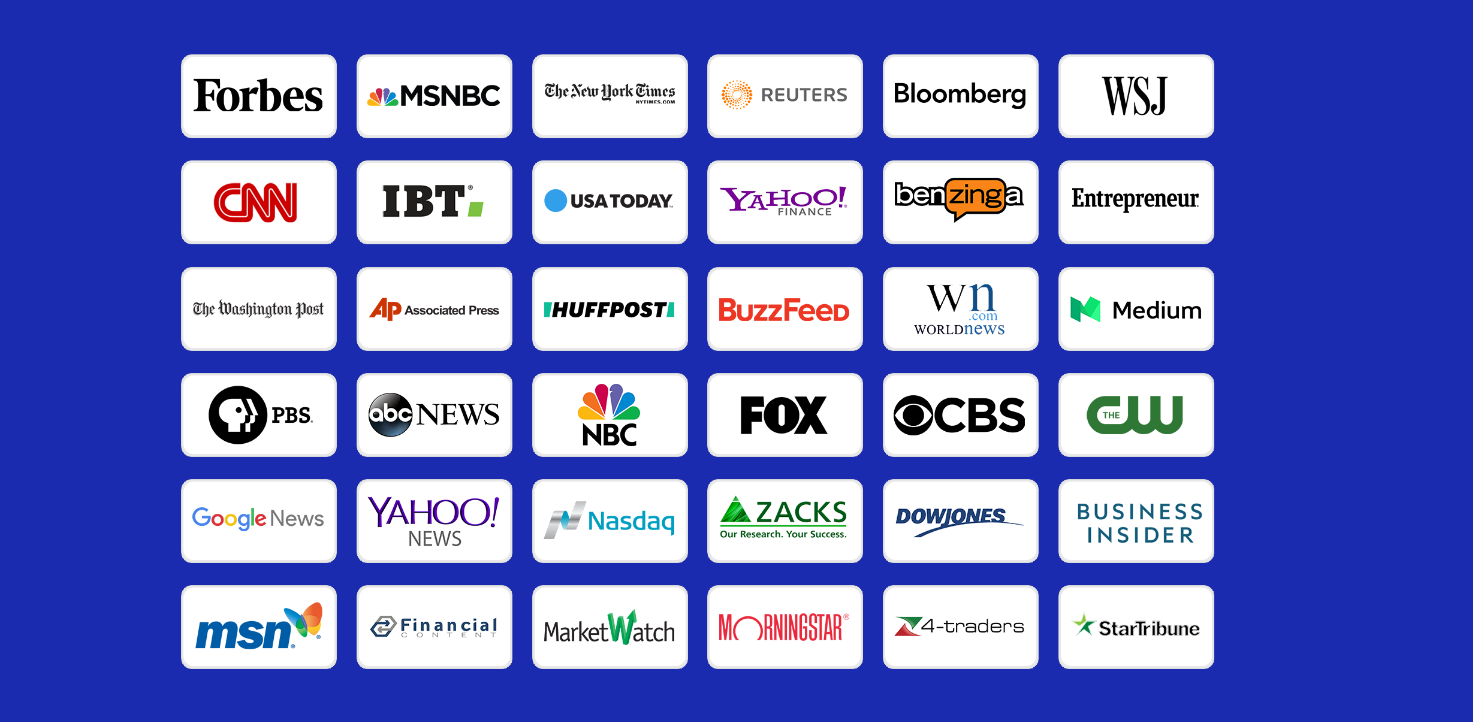 Forbes
MSNBC
The New York Times
NYTIMES.COM
REUTERS
Bloomberg
WSJ
CNN
IBT®
USA TODAY
YAHOO!
FINANCE
benzinga
Entrepreneur
The Washington Post
AP Associated Press
HUFFPOST
BuzzFeeD
wn
.com
WORLDnews
Medium
PBS
abc NEWS
NBC
FOX
CBS
THE CW
Google News
YAHOO!
NEWS
Nasdaq
ZACKS
Our Research. Your Success.
DOWJONES
BUSINESS
INSIDER
msn®
Financial
CONTENT
MarketWatch
MORNINGSTAR®
4-traders
StarTribune